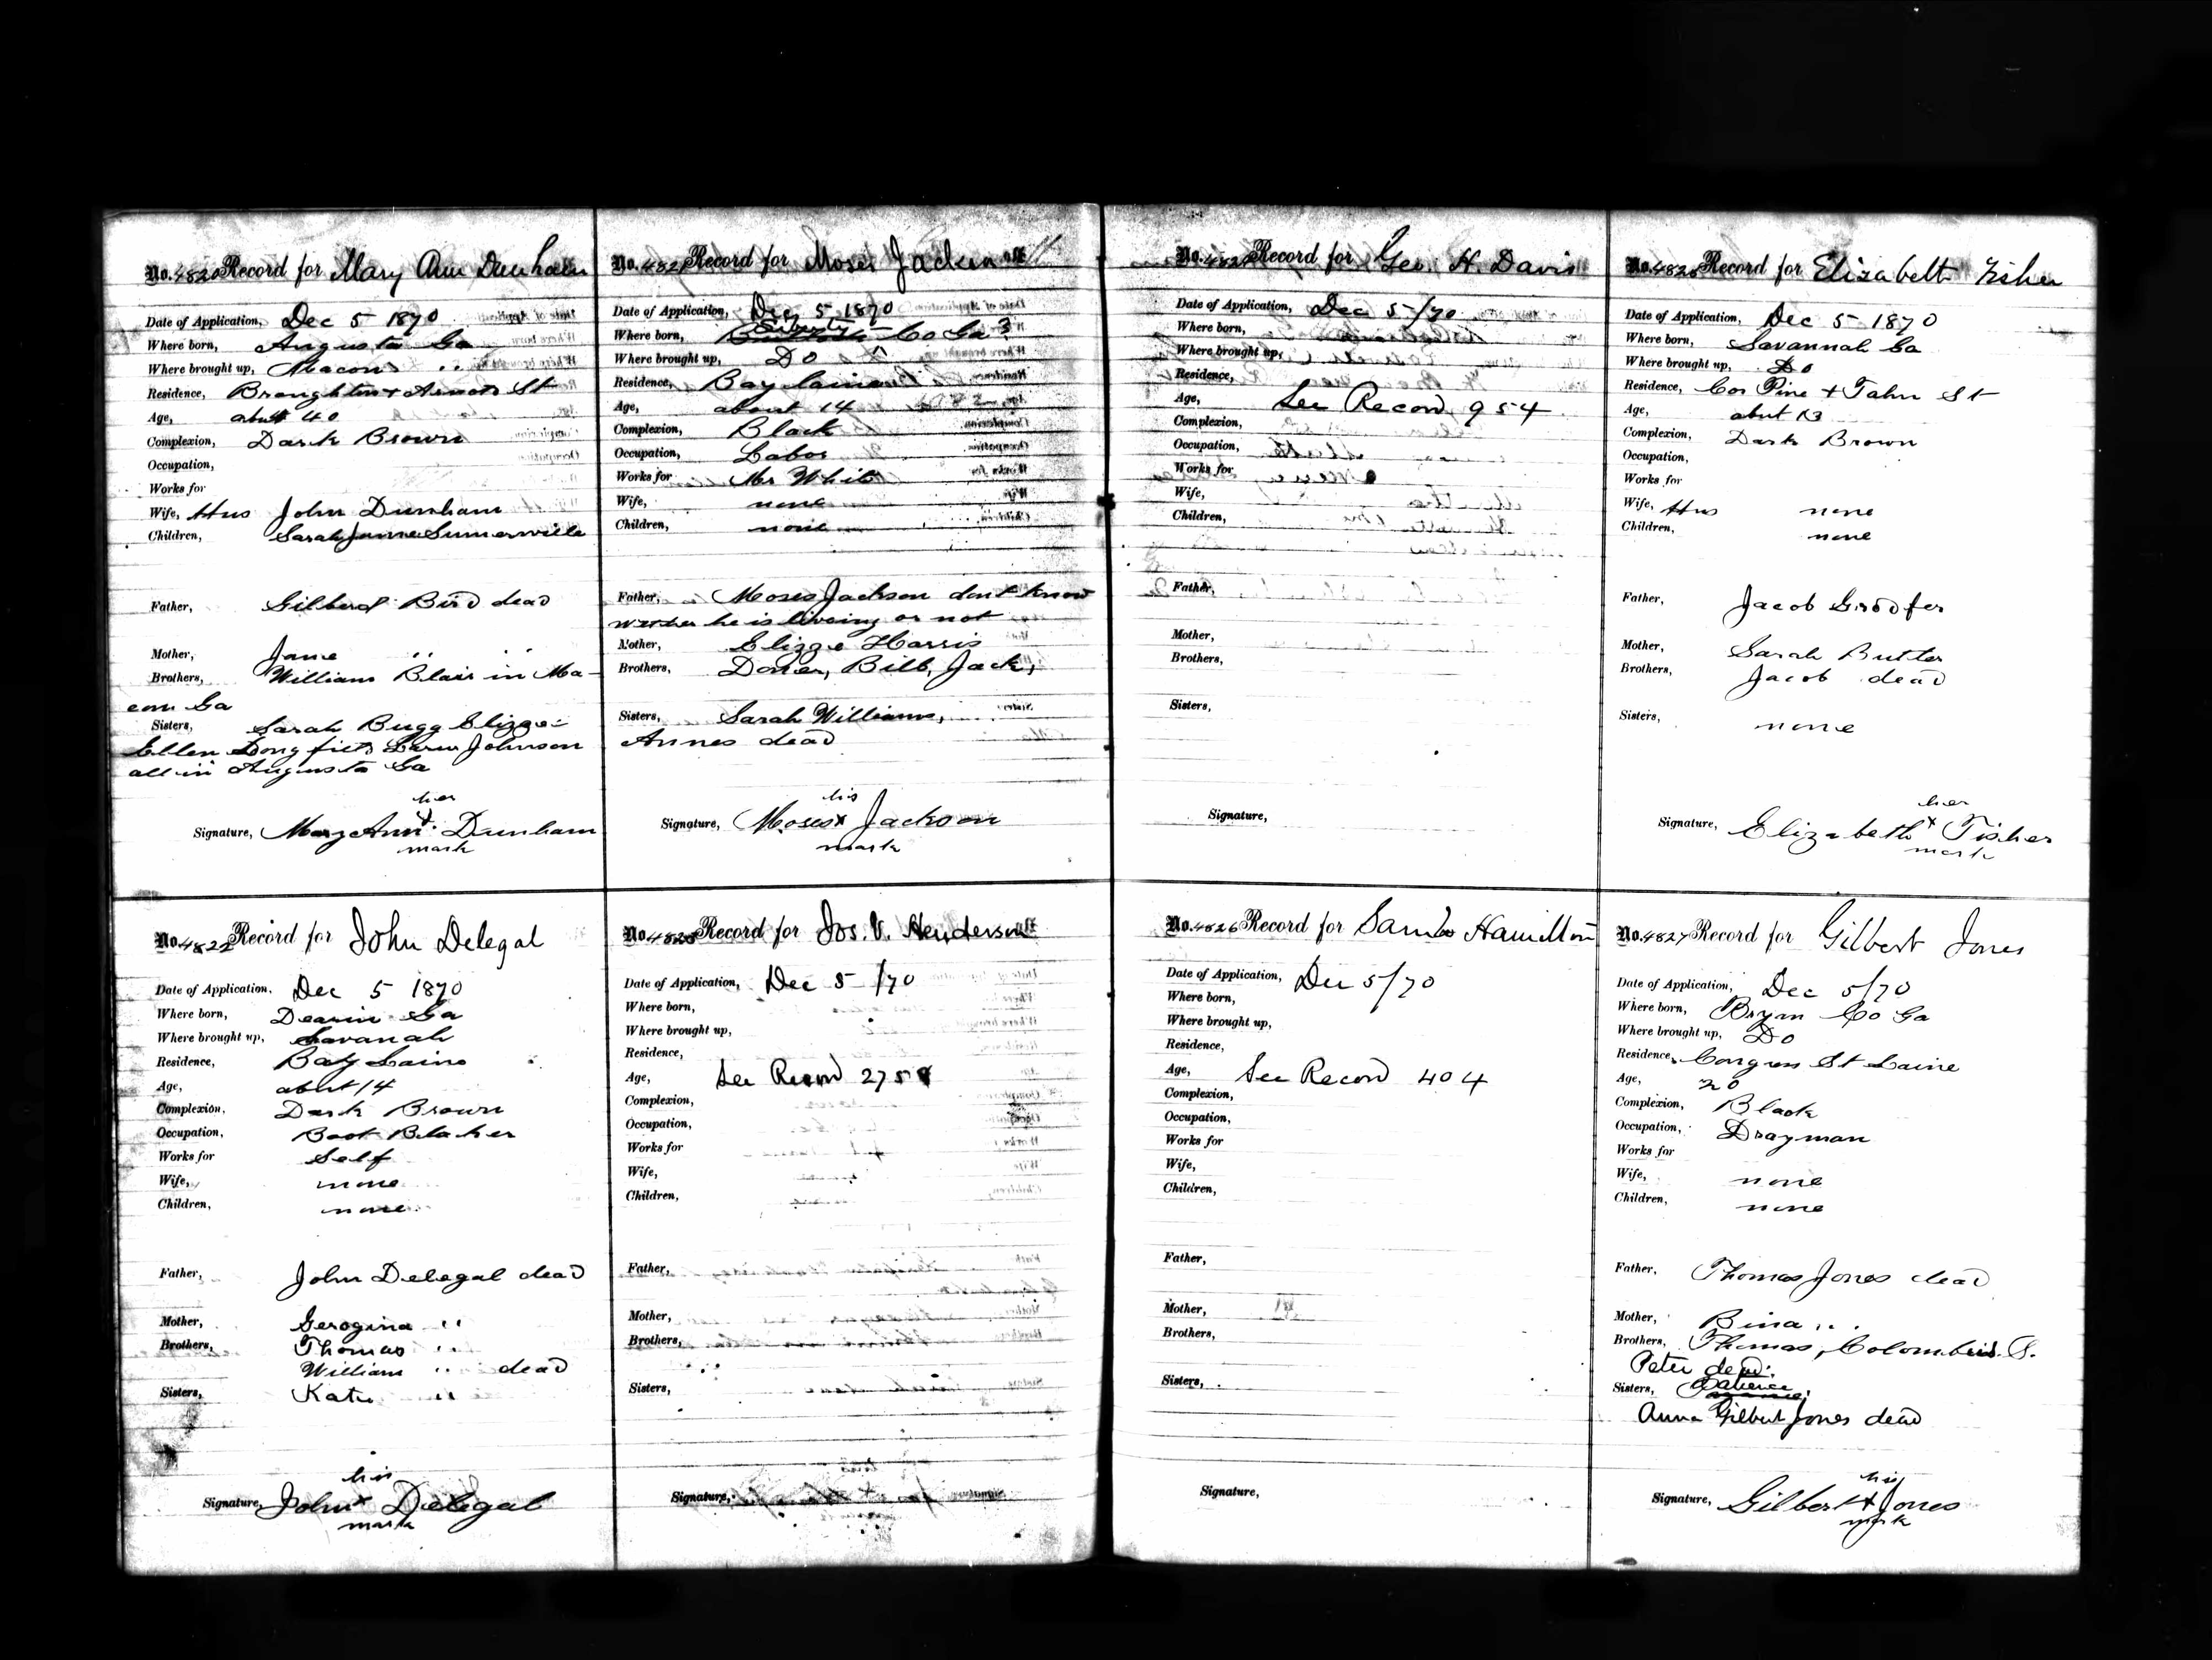 No. 4820 Record for Mary Ann Dunham
Date of Application, Dec 5 1870
Where born, Augusta Ga
Where brought up, Macon "
Residence, Broughton + Arnots St
Age, abut 40
Complexion, Dark Brown
Occupation,
Works for
Wife, Hus John Dunham
Children, Sarah Jane Sumerville
Father, Gilberd Bird dead
Mother, Jane " "
Brothers, William Blair in Ma-
con Ga
Sisters, Sarah Bugg Elizze
Ellen Johnson
all in Augusta Ga
her
Signature, Mary Ann x Dunham
mark
No. 4821 Record for Moses Jackson
Date of Application, Dec 5 1870
Liberty
Where born, Bullock Co Ga
Where brought up, Do
Residence, Bay laine
Age, about 14
Complexion, Black
Occupation, Labor
Works for Mr White
Wife, none
Children, none
Father, Moses Jackson dont know
wether he is liveing or not
Mother, Elizze Harris
Brothers, Doner, Bill, Jack,
Sisters, Sarah Williams,
Annes dead
his
Signature, Moses x Jackson
mark
No. 4822 Record for John Delegal
Date of Application, Dec 5 1870
Where born, Dearin Ga
Where brought up, Savanah
Residence, Bay Laine
Age, abut 14
Complexion, Dark Brown
Occupation, Boot Blacker
Works for Self
Wife, none
Children, none
Father, John Delegal dead
Mother, Gerogina "
Brothers, Thomas "
William " dead
Sisters, Kate "
his
Signature, John x Delegal
mark
No. 4823 Record for Jos. V. Henderson
Date of Application, Dec 5 /70
Where born,
Where brought up,
Residence,
Age, See Record 275
Complexion,
Occupation,
Works for
Wife,
Children,
Father,
Mother,
Brothers,
Sisters,
Signature,
No. 4824 Record for Geo. H. Davis
Date of Application, Dec 5/70
Where born,
Where brought up,
Residence,
Age, See Record 954
Complexion,
Occupation,
Works for
Wife,
Children,
Father,
Mother,
Brothers,
Sisters,
Signature,
No. 4825 Record for Elizabeth Fisher
Date of Application, Dec 5 1870
Where born, Savannah Ga
Where brought up, Do
Residence, Cor Pine + Fahn St
Age, abut 13
Complexion, Dark Brown
Occupation,
Works for
Wife, Hus none
Children, none
Father, Jacob
Mother, Sarah Butler
Brothers, Jacob dead
Sisters, none
her
Signature, Elizabeth x Fisher
mark
No. 4826 Record for Sambo Hamilton
Date of Application, Dec 5/70
Where born,
Where brought up,
Residence,
Age, See Record 404
Complexion,
Occupation,
Works for
Wife,
Children,
Father,
Mother,
Brothers,
Sisters,
Signature,
No. 4827 Record for Gilbert Jones
Date of Application, Dec 5/70
Where born, Bryan Co Ga
Where brought up, Do
Residence, Congress St Laine
Age, 20
Complexion, Black
Occupation, Drayman
Works for
Wife, none
Children, none
Father, Thomas Jones dead
Mother, Bina "
Brothers, Thomas,
Peter dead.
Sisters, Patience,
Anna Gilbert Jones dead
his
Signature, Gilbert x Jones
mark